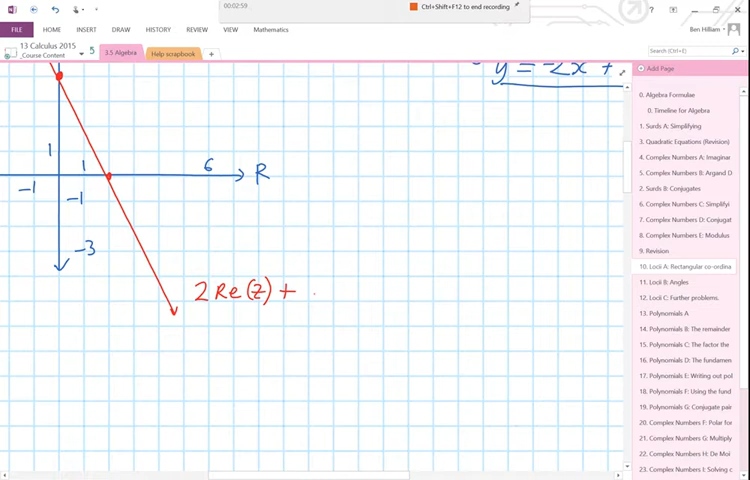 00:02:59
Ctrl+Shift+F12 to end recording
FILE HOME INSERT DRAW HISTORY REVIEW VIEW Mathematics
Ben Hilliam
13 Calculus 2015
_Course Content
5
3.5 Algebra
Help scrapbook
Search (Ctrl+E)
y = -2x +
1
1
6
R
-1
-1
-3
2 Re(z) +
Add Page
0. Algebra Formulae
0. Timeline for Algebra
1. Surds A: Simplifying
3. Quadratic Equations (Revision)
4. Complex Numbers A: Imaginar
5. Complex Numbers B: Argand D
2. Surds B: Conjugates
6. Complex Numbers C: Simplifyi
7. Complex Numbers D: Conjugat
8. Complex Numbers E: Modulus
9. Revision
10. Locii A: Rectangular co-ordina
11. Locii B: Angles
12. Locii C: Further problems.
13. Polynomials A
14. Polynomials B: The remainder
15. Polynomials C: The factor the
16. Polynomials D: The fundamen
17. Polynomials E: Writing out pol
18. Polynomials F: Using the fund
19. Polynomials G: Conjugate pair
20. Complex Numbers F: Polar for
21. Complex Numbers G: Multiply
22. Complex Numbers H: De Moi
23. Complex Numbers I: Solving c